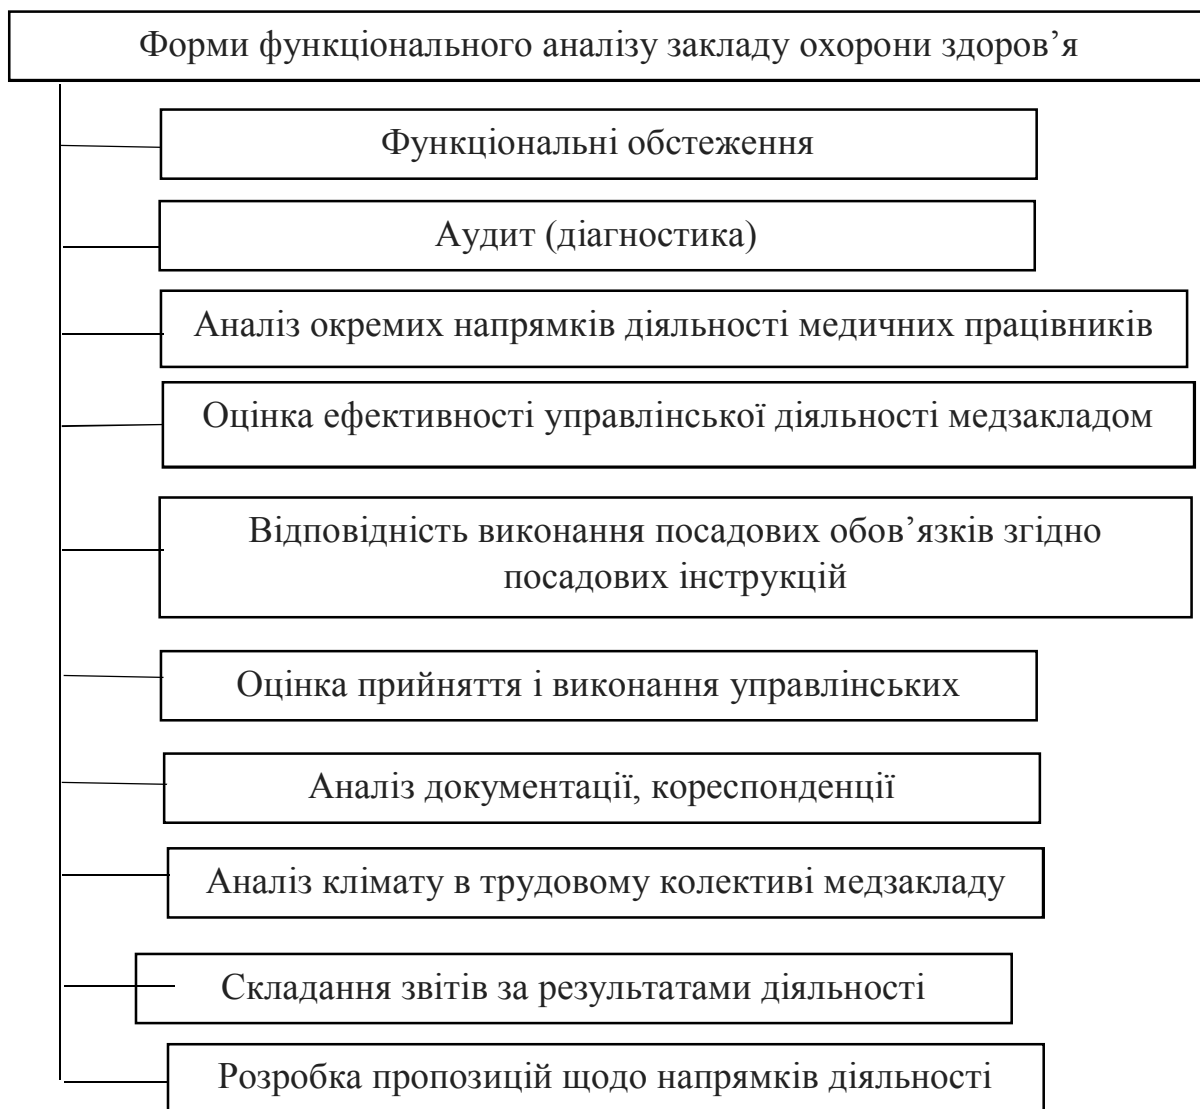 Форми функціонального аналізу закладу охорони здоров’я
Функціональні обстеження
Аудит (діагностика)
Аналіз окремих напрямків діяльності медичних працівників
Оцінка ефективності управлінської діяльності медзакладом
Відповідність виконання посадових обов’язків згідно
посадових інструкцій
Оцінка прийняття і виконання управлінських
Аналіз документації, кореспонденції
Аналіз клімату в трудовому колективі медзакладу
Складання звітів за результатами діяльності
Розробка пропозицій щодо напрямків діяльності